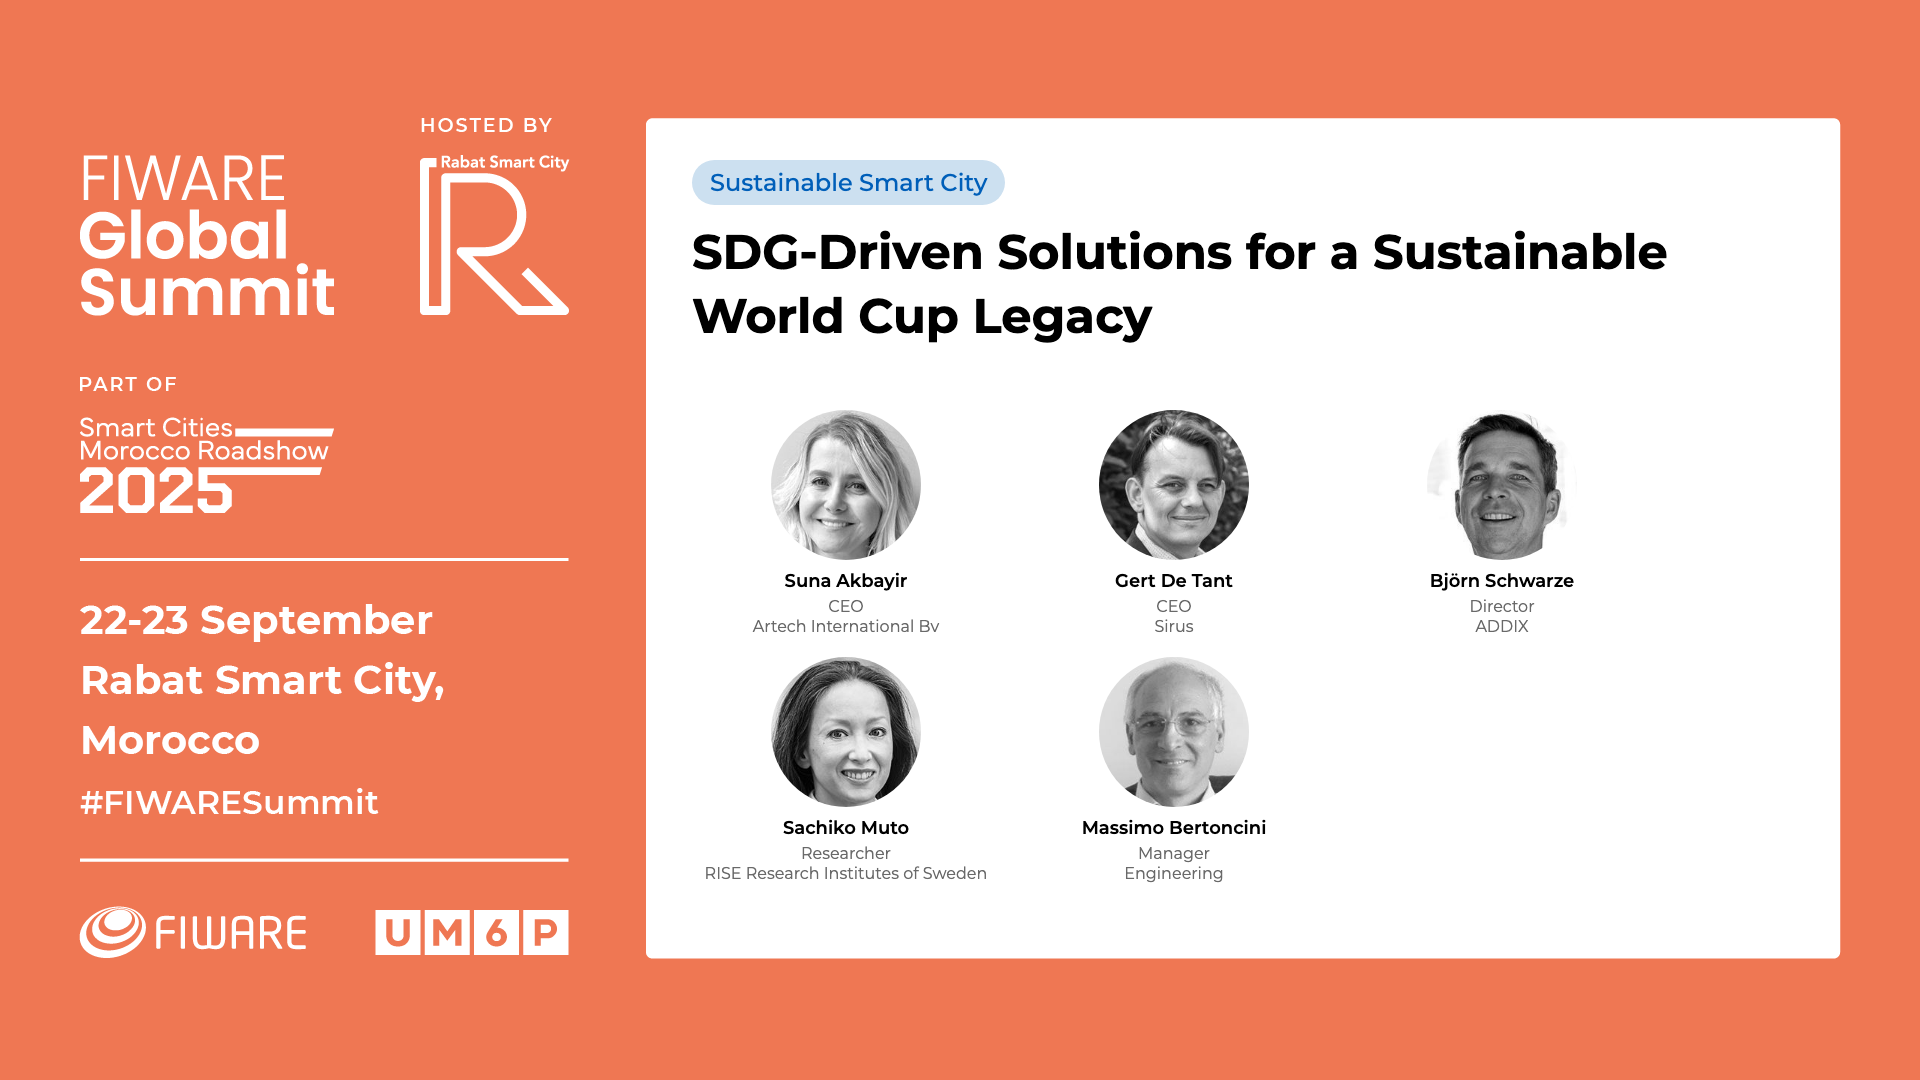 HOSTED BY
FIWARE
Global
Summit
Rabat Smart City
R
PART OF
Smart Cities
Morocco Roadshow
2025
22-23 September
Rabat Smart City,
Morocco
#FIWARESummit
FIWARE
UM6P
Sustainable Smart City
SDG-Driven Solutions for a Sustainable
World Cup Legacy
Suna Akbayir
CEO
Artech International Bv
Gert De Tant
CEO
Sirus
Björn Schwarze
Director
ADDIX
Sachiko Muto
Researcher
RISE Research Institutes of Sweden
Massimo Bertoncini
Manager
Engineering